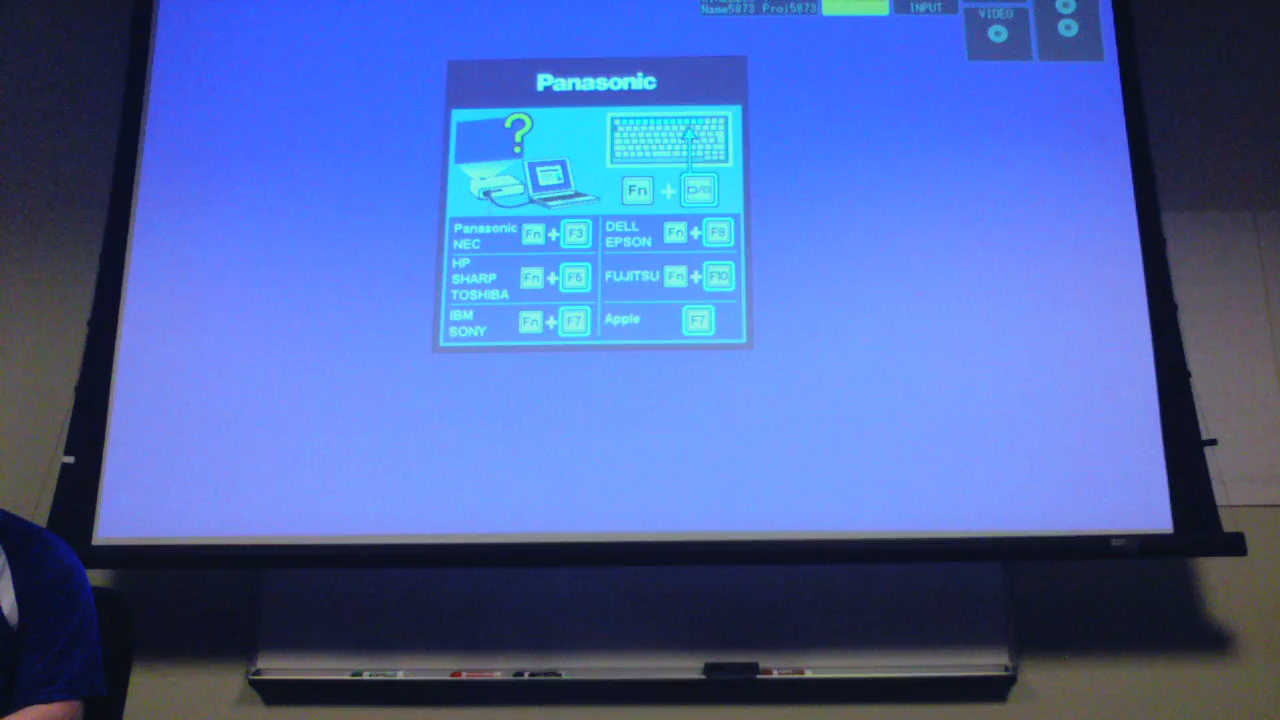 Name5873 Proj5873
INPUT
VIDEO
Panasonic
?
Fn + 
Panasonic
NEC
Fn + F3
DELL
EPSON
Fn + F8
HP
SHARP
TOSHIBA
Fn + F5
FUJITSU
Fn + F10
IBM
SONY
Fn + F7
Apple
F7